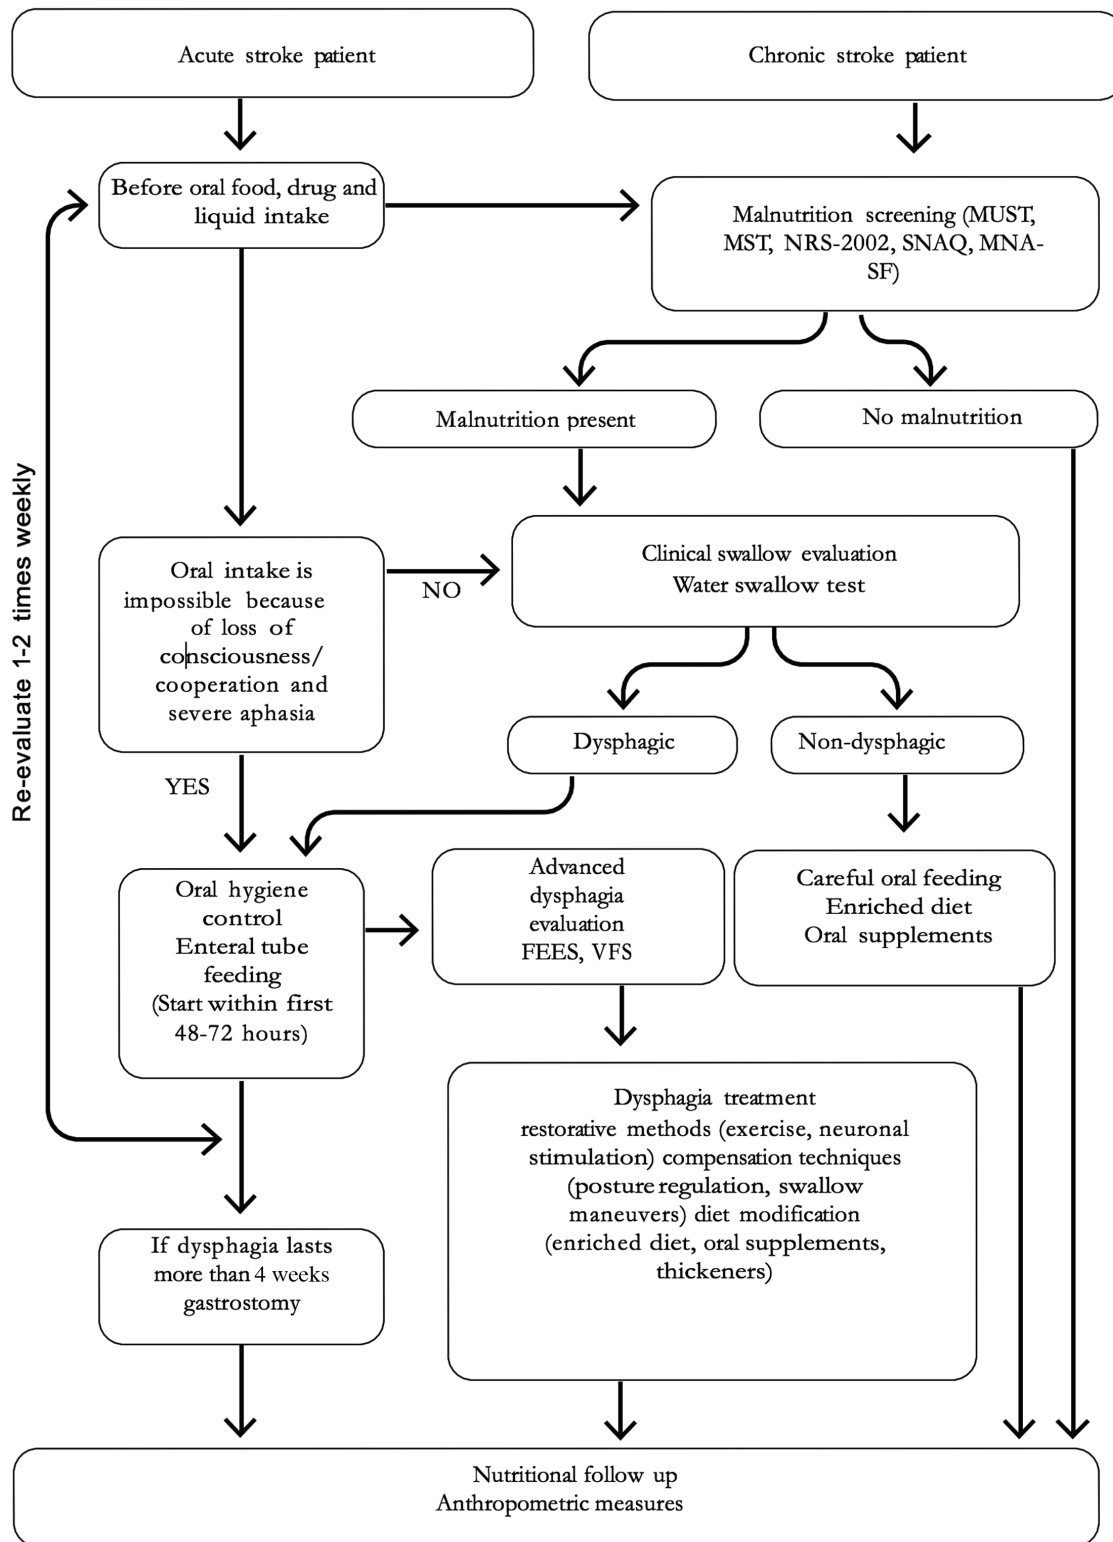 Acute stroke patient
Chronic stroke patient
Before oral food, drug and
liquid intake
Malnutrition screening (MUST,
MST, NRS-2002, SNAQ, MNA-
SF)
Malnutrition present
No malnutrition
Re-evaluate 1-2 times weekly
Oral intake is
impossible because
of loss of
consciousness/
cooperation and
severe aphasia
NO
Clinical swallow evaluation
Water swallow test
YES
Dysphagic
Non-dysphagic
Oral hygiene
control
Enteral tube
feeding
(Start within first
48-72 hours)
Advanced
dysphagia
evaluation
FEES, VFS
Careful oral feeding
Enriched diet
Oral supplements
Dysphagia treatment
restorative methods (exercise, neuronal
stimulation) compensation techniques
(posture regulation, swallow
maneuvers) diet modification
(enriched diet, oral supplements,
thickeners)
If dysphagia lasts
more than 4 weeks
gastrostomy
Nutritional follow up
Anthropometric measures